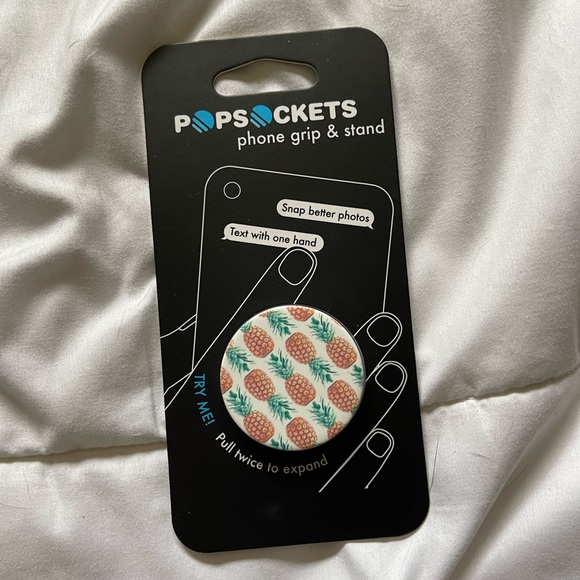 POPSOCKETS
phone grip & stand
Snap better photos
Text with one hand
TRY ME!
Pull twice to expand